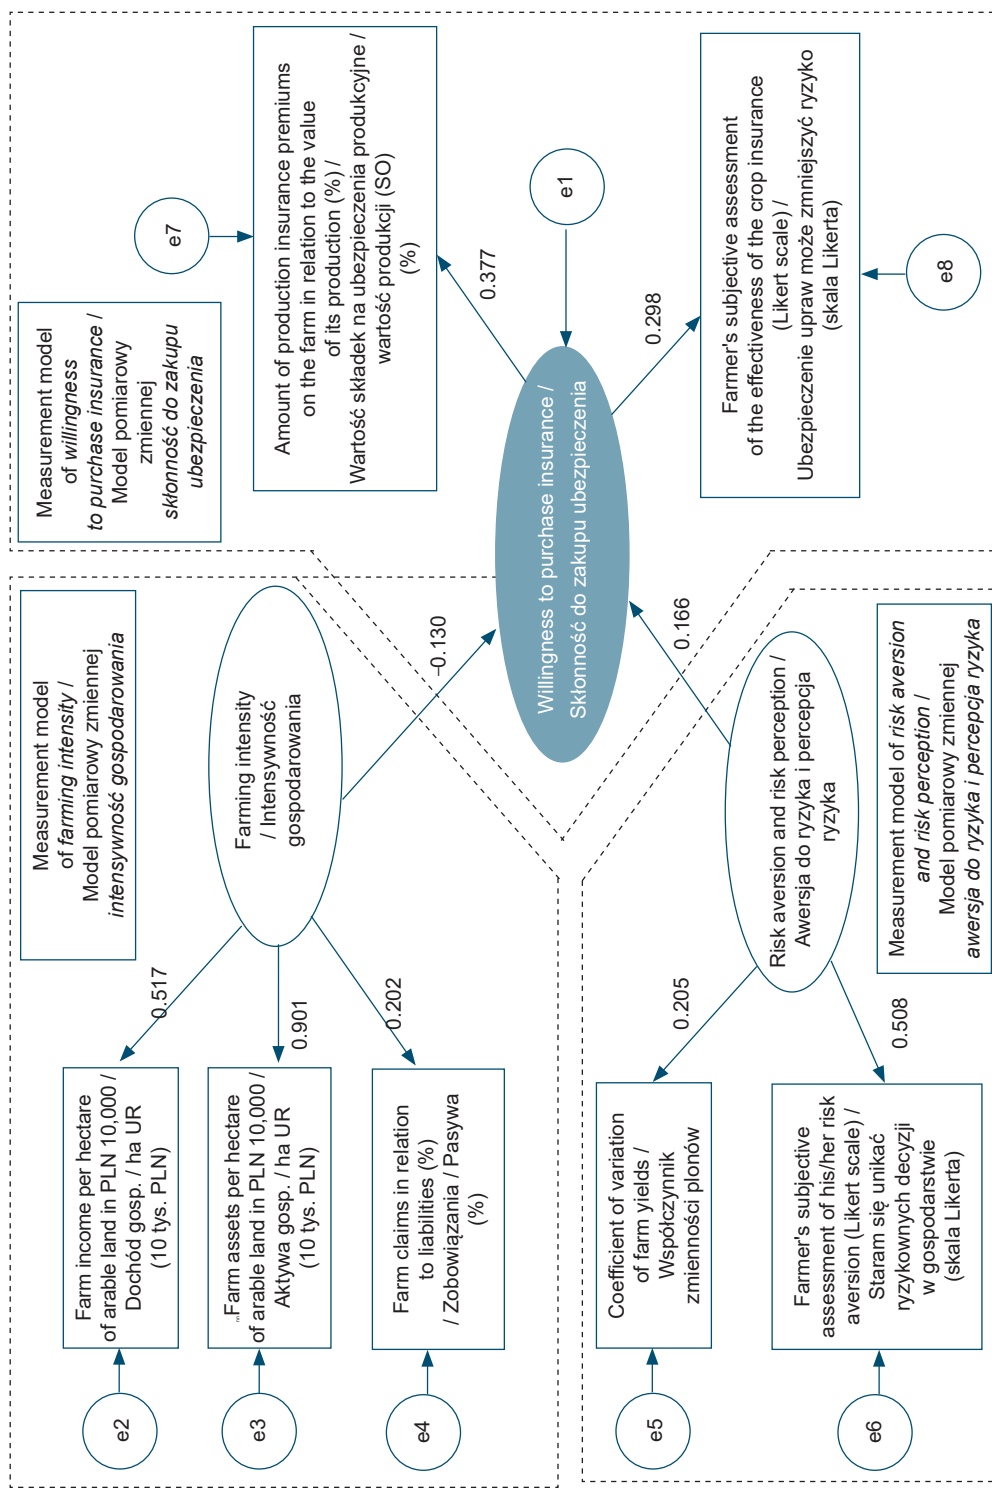 Measurement model
of farming intensity /
Model pomiarowy zmiennej
intensywność gospodarowania
Measurement model
of willingness
to purchase insurance /
Model pomiarowy
zmiennej
skłonność do zakupu
ubezpieczenia
e2
Farm income per hectare
of arable land in PLN 10,000 /
Dochód gosp. / ha UR
(10 tys. PLN)
0.517
e3
„Farm assets per hectare
of arable land in PLN 10,000 /
Aktywa gosp. / ha UR
(10 tys. PLN)
0.901
e4
Farm claims in relation
to liabilities (%)
/ Zobowiązania / Pasywa
(%)
0.202
Farming intensity
/ Intensywność
gospodarowania
–0.130
e7
Amount of production insurance premiums
on the farm in relation to the value
of its production (%) /
Wartość składek na ubezpieczenia produkcyjne /
wartość produkcji (SO)
(%)
0.377
e1
Willingness to purchase insurance /
Skłonność do zakupu ubezpieczenia
0.298
Farmer's subjective assessment
of the effectiveness of the crop insurance
(Likert scale) /
Ubezpieczenie upraw może zmniejszyć ryzyko
(skala Likerta)
e8
e5
Coefficient of variation
of farm yields /
Współczynnik
zmienności plonów
0.205
e6
Farmer's subjective
assessment of his/her risk
aversion (Likert scale) /
Staram się unikać
ryzykownych decyzji
w gospodarstwie
(skala Likerta)
0.508
Risk aversion and risk perception /
Awersja do ryzyka i percepcja
ryzyka
0.166
Measurement model of risk aversion
and risk perception /
Model pomiarowy zmiennej
awersja do ryzyka i percepcja ryzyka